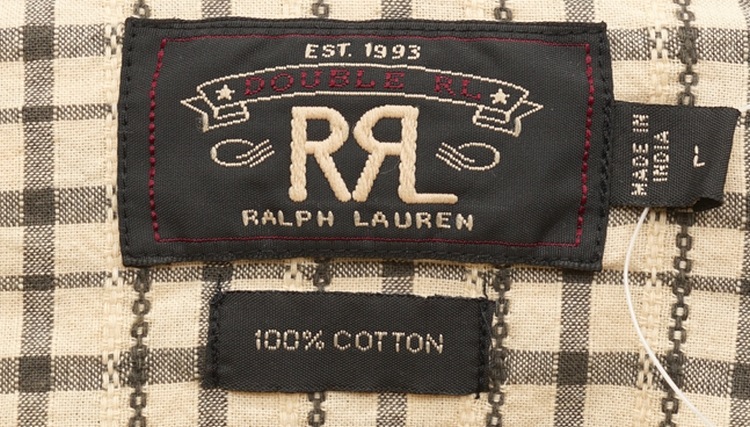 EST. 1993
DOUBLE RL
RRL
RALPH LAUREN
MADE IN
INDIA
L
100% COTTON